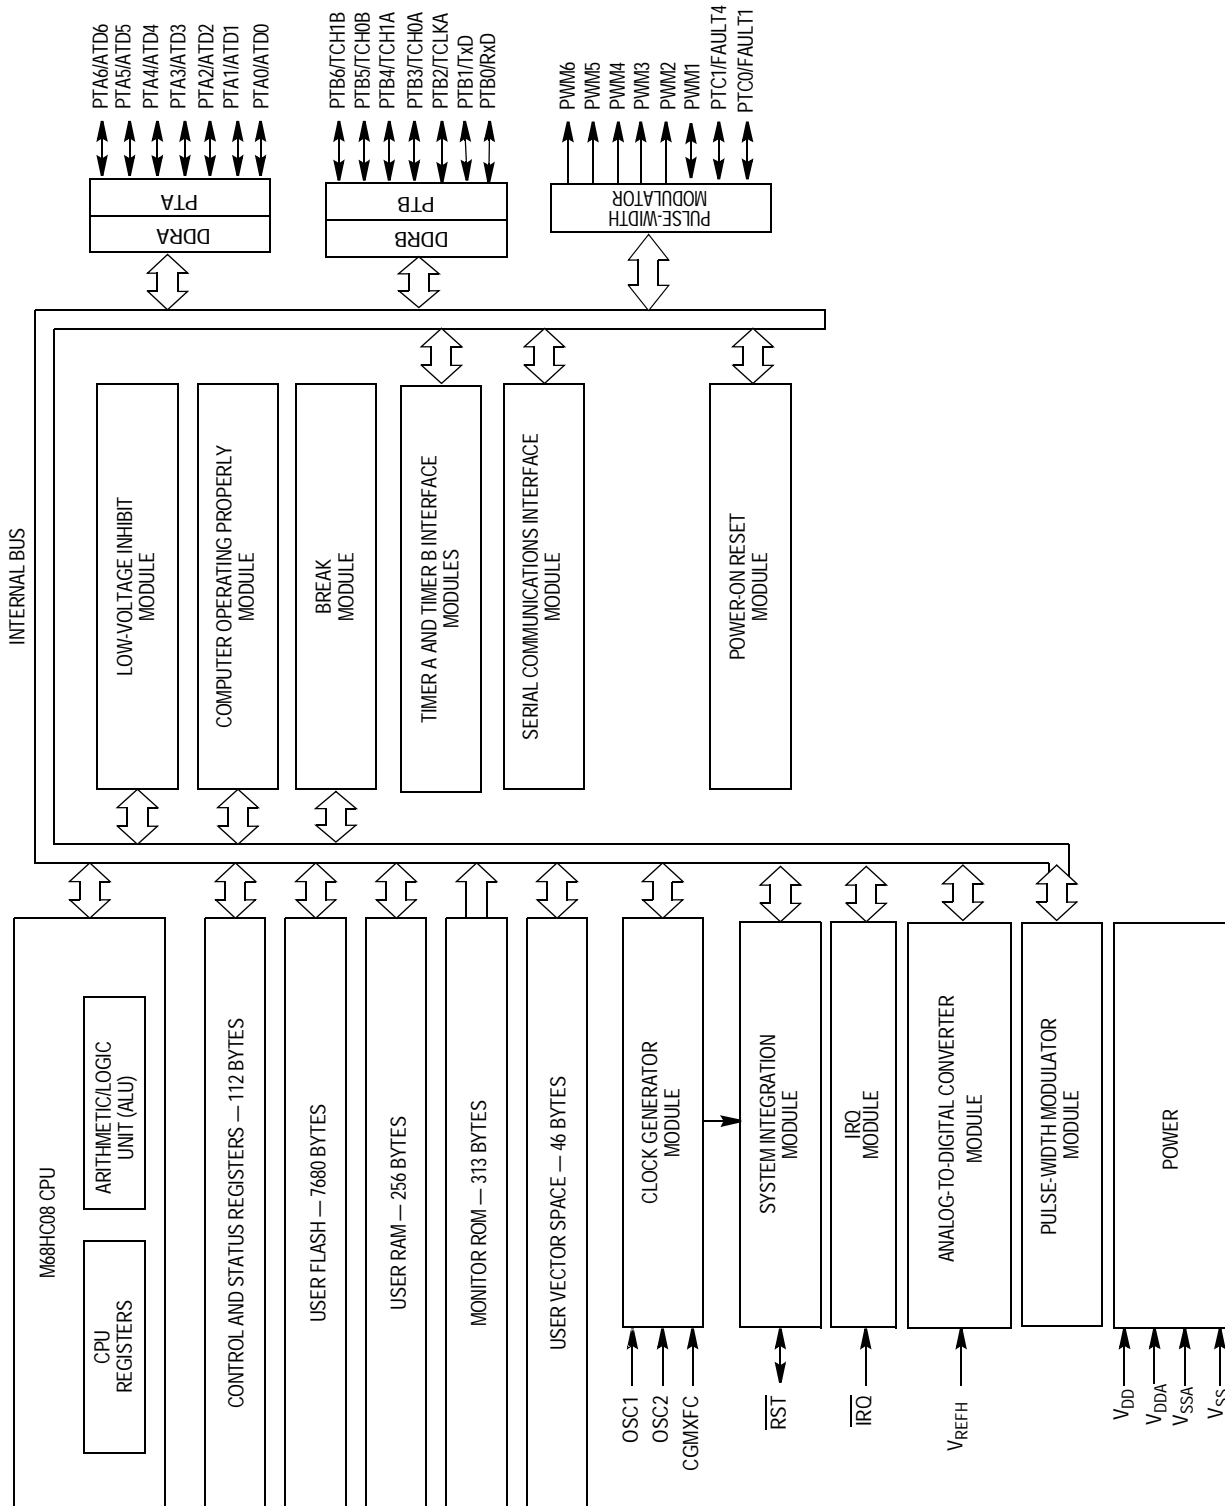 INTERNAL BUS
M68HC08 CPU
CPU
REGISTERS
ARITHMETIC/LOGIC
UNIT (ALU)
CONTROL AND STATUS REGISTERS — 112 BYTES
USER FLASH — 7680 BYTES
USER RAM — 256 BYTES
MONITOR ROM — 313 BYTES
USER VECTOR SPACE — 46 BYTES
OSC1
OSC2
CGMXFC
CLOCK GENERATOR
MODULE
RST
SYSTEM INTEGRATION
MODULE
IRQ
IRQ
MODULE
VREFH
ANALOG-TO-DIGITAL CONVERTER
MODULE
PULSE-WIDTH MODULATOR
MODULE
VDD
VDDA
VSSA
VSS
POWER
LOW-VOLTAGE INHIBIT
MODULE
COMPUTER OPERATING PROPERLY
MODULE
BREAK
MODULE
TIMER A AND TIMER B INTERFACE
MODULES
SERIAL COMMUNICATIONS INTERFACE
MODULE
POWER-ON RESET
MODULE
DDRA
PTA
PTA6/ATD6
PTA5/ATD5
PTA4/ATD4
PTA3/ATD3
PTA2/ATD2
PTA1/ATD1
PTA0/ATD0
DDRB
PTB
PTB6/TCH1B
PTB5/TCH0B
PTB4/TCH1A
PTB3/TCH0A
PTB2/TCLKA
PTB1/TxD
PTB0/RxD
PULSE-WIDTH
MODULATOR
PWM6
PWM5
PWM4
PWM3
PWM2
PWM1
PTC1/FAULT4
PTC0/FAULT1